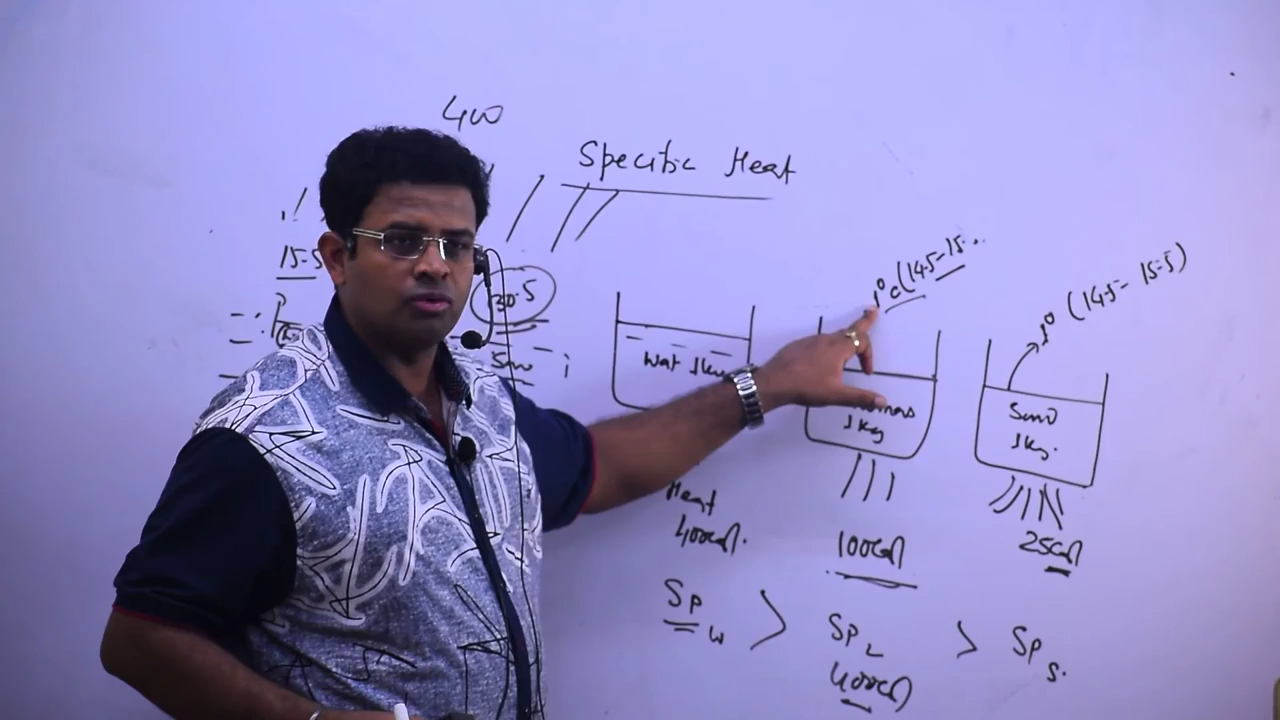 400
Specific Heat
15.5
30.5
1°c (14.5-15..
1° (14.5- 15.5)
Wat 1kg
1kg
Sand
1kg.
Heat
400cal.
100cal
25cal
Sp w > Sp L > Sp S.
400cal